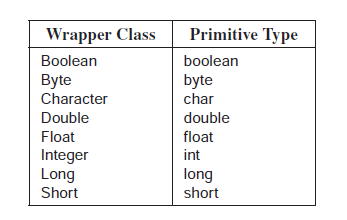 Wrapper Class Primitive Type
Boolean boolean
Byte byte
Character char
Double double
Float float
Integer int
Long long
Short short